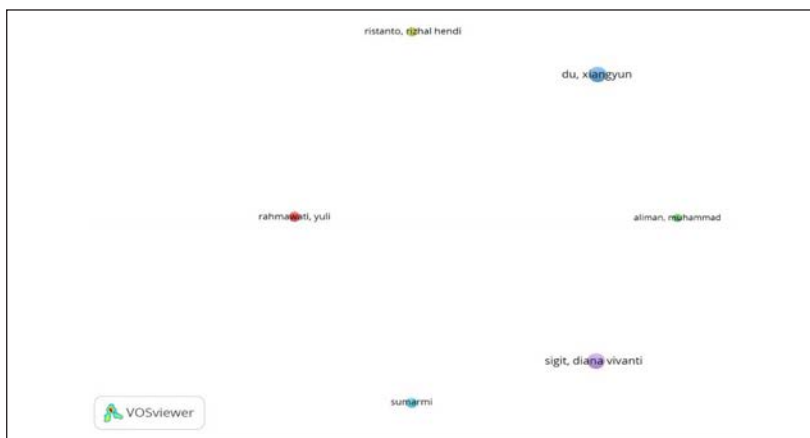 ristanto, rizhal hendi
du, xiangyun
rahmawati, yuli
aliman, muhammad
sigit, diana vivanti
sumarmi
VOSviewer